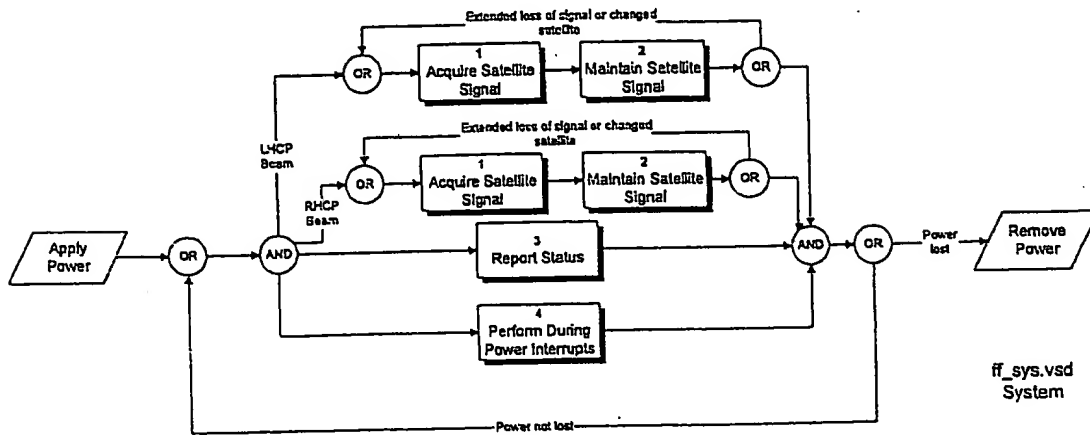 Extended loss of signal or changed
satellite
OR
1
Acquire Satellite
Signal
2
Maintain Satellite
Signal
OR
LHCP
Beam
Extended loss of signal or changed
satellite
OR
1
Acquire Satellite
Signal
2
Maintain Satellite
Signal
OR
RHCP
Beam
Apply
Power
OR
AND
3
Report Status
AND
OR
Power
lost
Remove
Power
4
Perform During
Power Interrupts
ff_sys.vsd
System
Power not lost